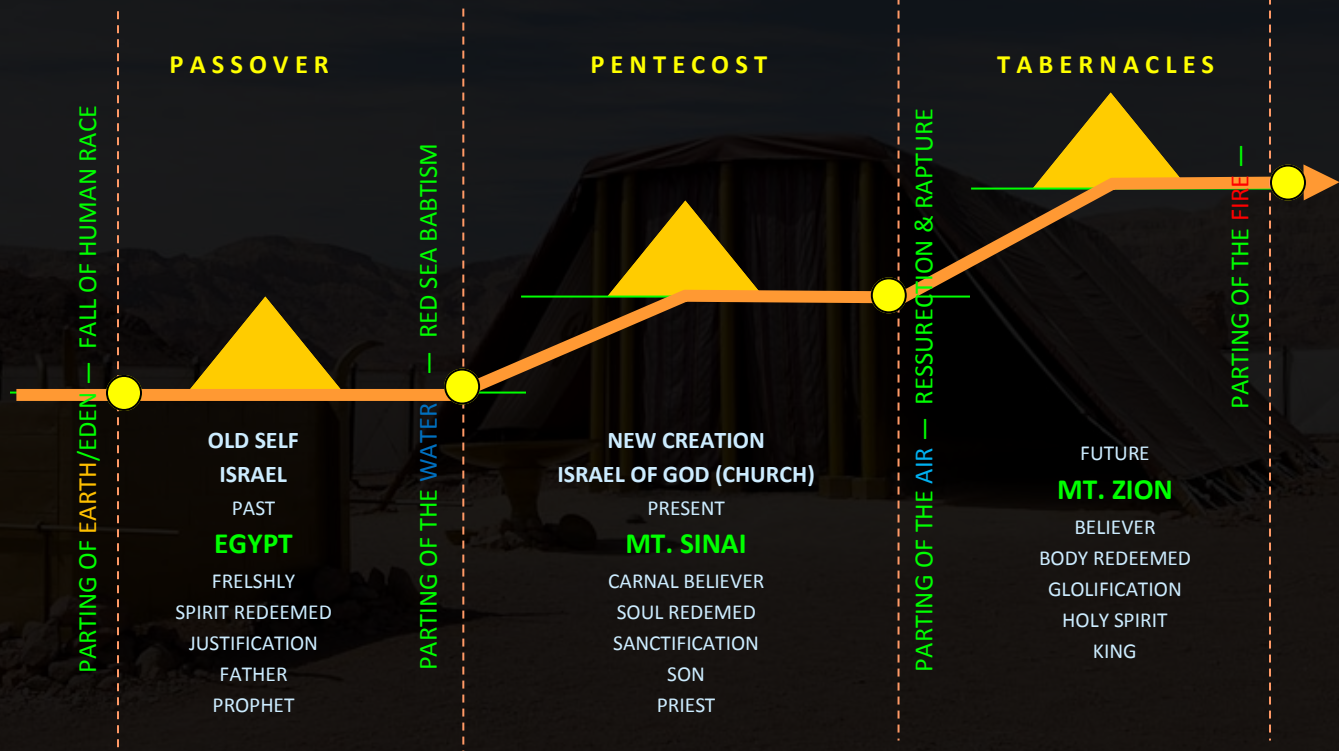 PASSOVER
PENTECOST
TABERNACLES
PARTING OF EARTH/EDEN — FALL OF HUMAN RACE
OLD SELF
ISRAEL
PAST
EGYPT
FRELSHLY
SPIRIT REDEEMED
JUSTIFICATION
FATHER
PROPHET
PARTING OF THE WATER — RED SEA BABTISM
NEW CREATION
ISRAEL OF GOD (CHURCH)
PRESENT
MT. SINAI
CARNAL BELIEVER
SOUL REDEMED
SANCTIFICATION
SON
PRIEST
PARTING OF THE AIR — RESSURECTION & RAPTURE
FUTURE
MT. ZION
BELIEVER
BODY REDEEMED
GLOLIFICATION
HOLY SPIRIT
KING
PARTING OF THE FIRE —